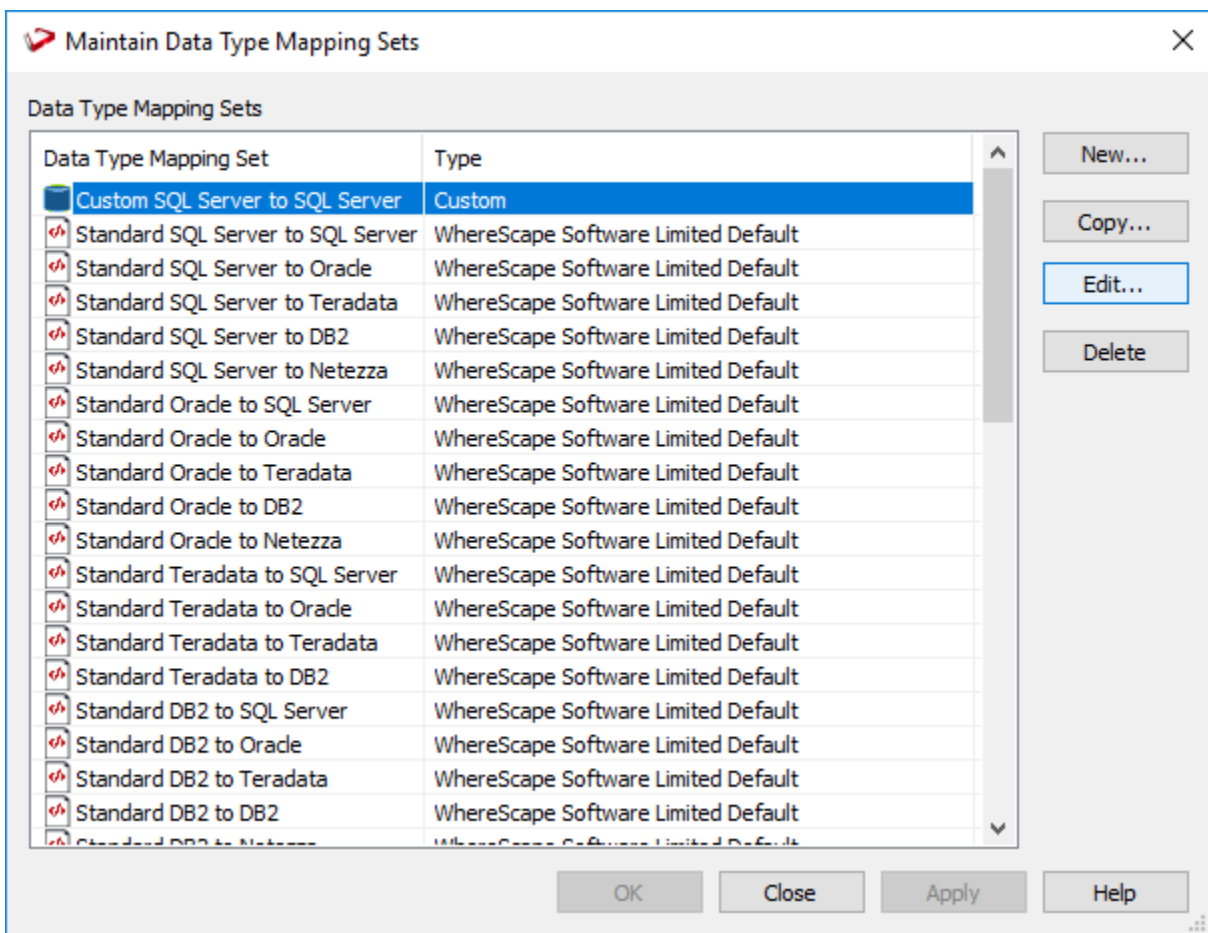 Maintain Data Type Mapping Sets
Data Type Mapping Sets
Data Type Mapping Set Type
Custom SQL Server to SQL Server Custom
Standard SQL Server to SQL Server WhereScape Software Limited Default
Standard SQL Server to Oracle WhereScape Software Limited Default
Standard SQL Server to Teradata WhereScape Software Limited Default
Standard SQL Server to DB2 WhereScape Software Limited Default
Standard SQL Server to Netezza WhereScape Software Limited Default
Standard Oracle to SQL Server WhereScape Software Limited Default
Standard Oracle to Oracle WhereScape Software Limited Default
Standard Oracle to Teradata WhereScape Software Limited Default
Standard Oracle to DB2 WhereScape Software Limited Default
Standard Oracle to Netezza WhereScape Software Limited Default
Standard Teradata to SQL Server WhereScape Software Limited Default
Standard Teradata to Oracle WhereScape Software Limited Default
Standard Teradata to Teradata WhereScape Software Limited Default
Standard Teradata to DB2 WhereScape Software Limited Default
Standard DB2 to SQL Server WhereScape Software Limited Default
Standard DB2 to Oracle WhereScape Software Limited Default
Standard DB2 to Teradata WhereScape Software Limited Default
Standard DB2 to DB2 WhereScape Software Limited Default
New...
Copy...
Edit...
Delete
OK Close Apply Help